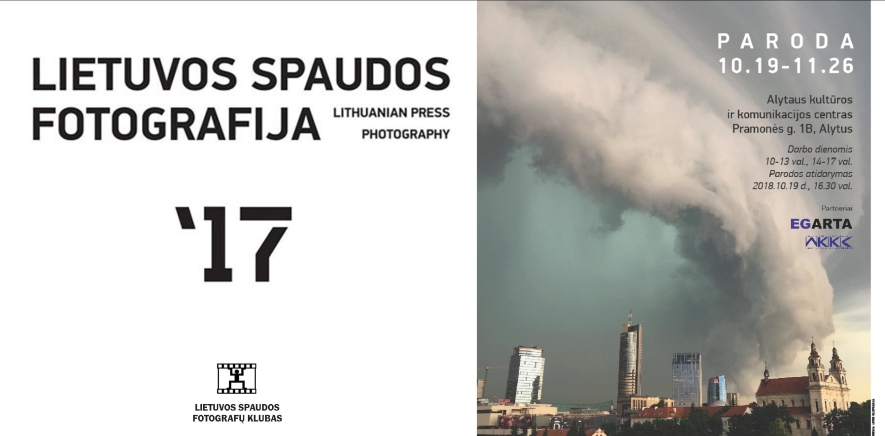 LIETUVOS SPAUDOS
FOTOGRAFIJA
LITHUANIAN PRESS
PHOTOGRAPHY
'17
LIETUVOS SPAUDOS
FOTOGRAFŲ KLUBAS
PARODA
10.19-11.26
Alytaus kultūros
ir komunikacijos centras
Pramonės g. 1B, Alytus
Darbo dienomis
10-13 val., 14-17 val.
Parodos atidarymas
2018.10.19 d., 16.30 val.
Partneriai
EGARTA
AKKC